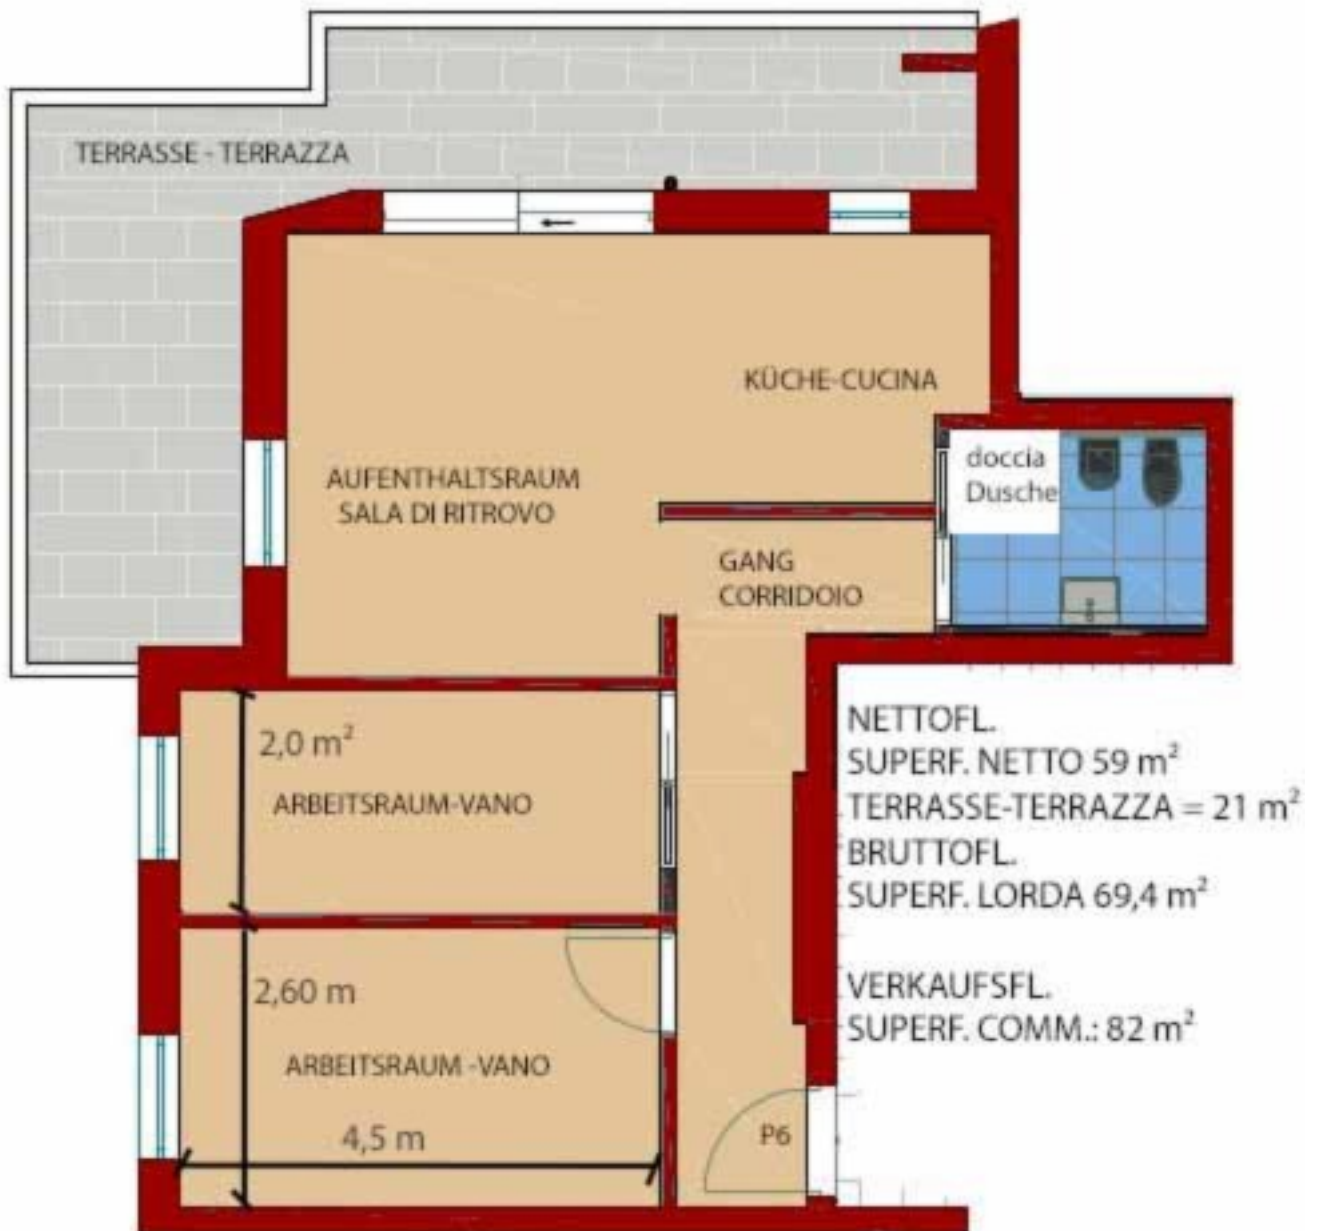 TERRASSE - TERRAZZA
KÜCHE-CUCINA
AUFENTHALTSRAUM
SALA DI RITROVO
doccia
Dusche
GANG
CORRIDOIO
2,0 m²
ARBEITSRAUM-VANO
NETTOFL.
SUPERF. NETTO 59 m²
TERRASSE-TERRAZZA = 21 m²
BRUTTOFL.
SUPERF. LORDA 69,4 m²
VERKAUFSFL.
SUPERF. COMM.: 82 m²
2,60 m
ARBEITSRAUM -VANO
4,5 m
P6